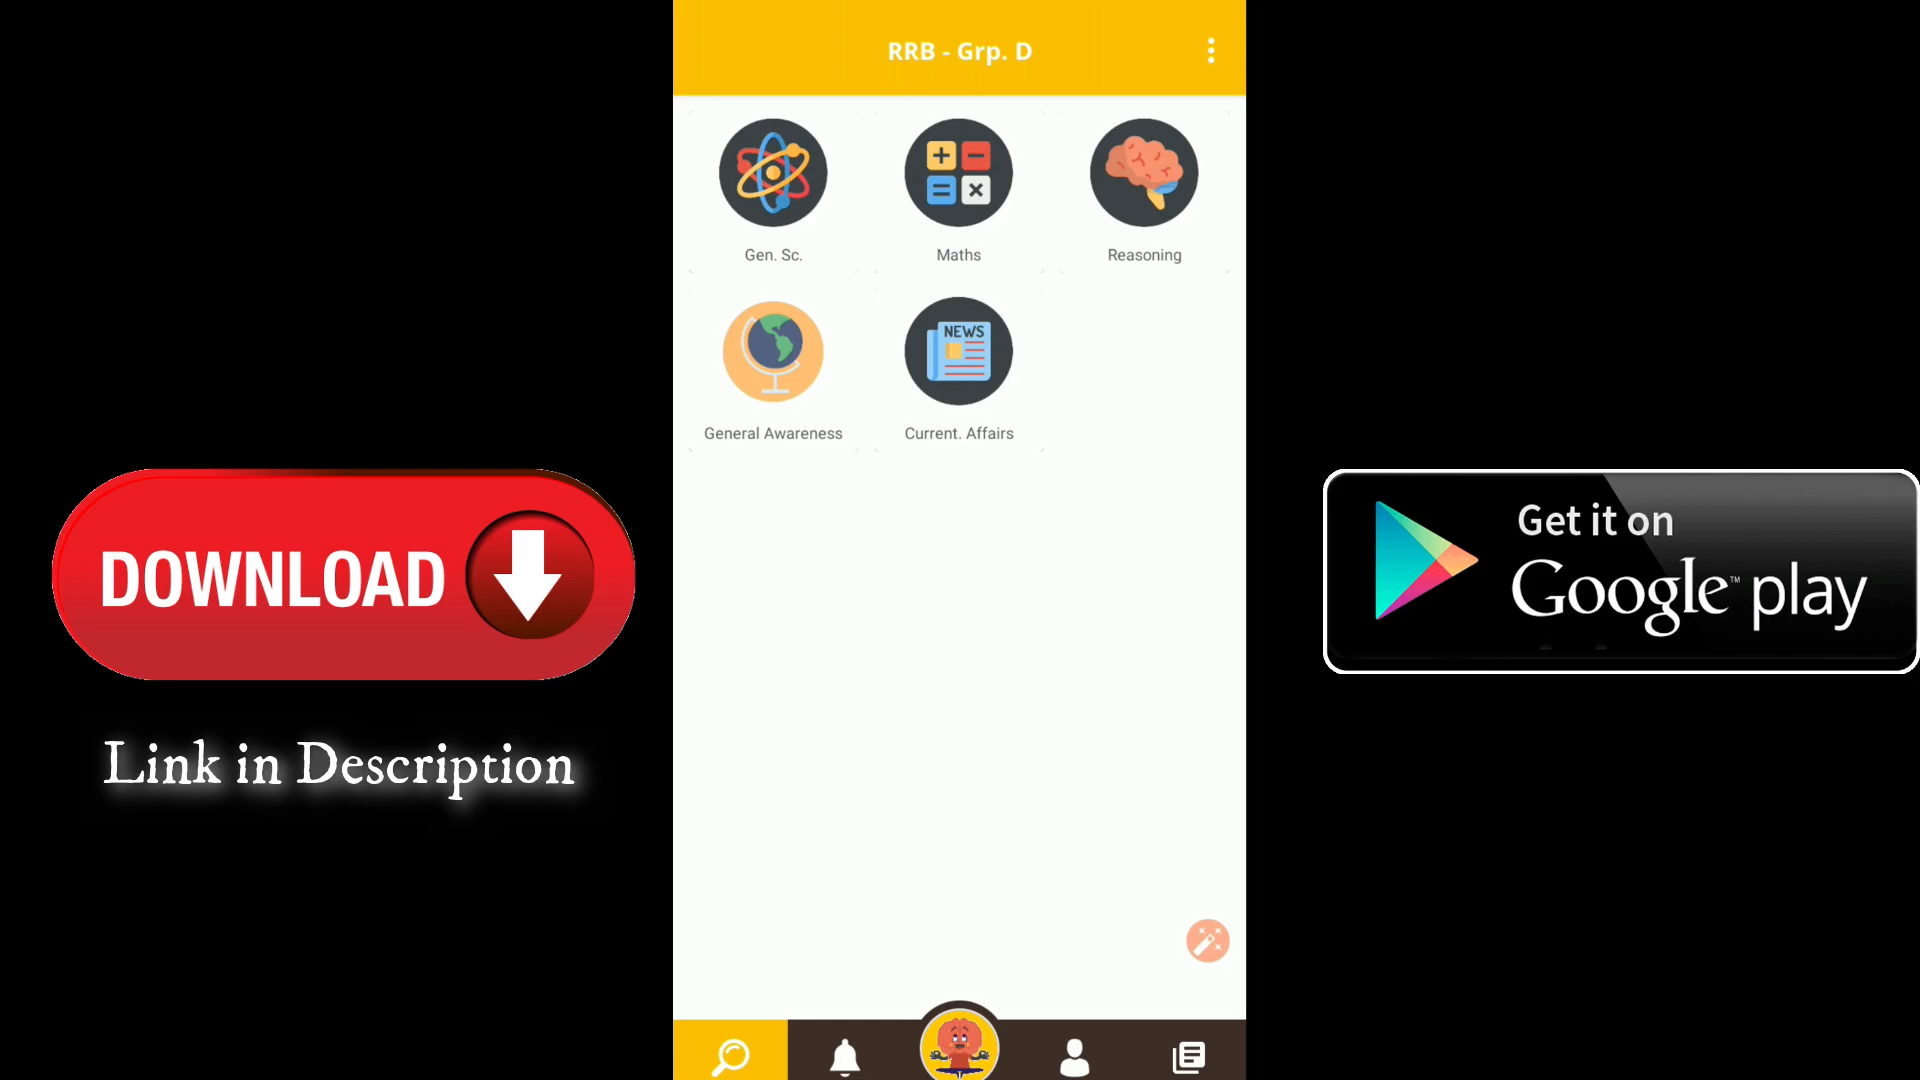 RRB - Grp. D
Gen. Sc.
Maths
Reasoning
NEWS
General Awareness
Current. Affairs
DOWNLOAD
Link in Description
Get it on
Google™ play